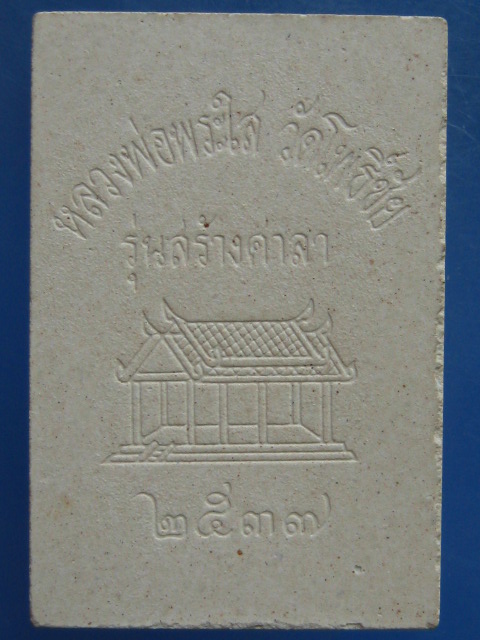 หลวงพ่อพระใส วัดโพธิ์ชัย
รุ่นสร้างศาลา
๒๕๓๗